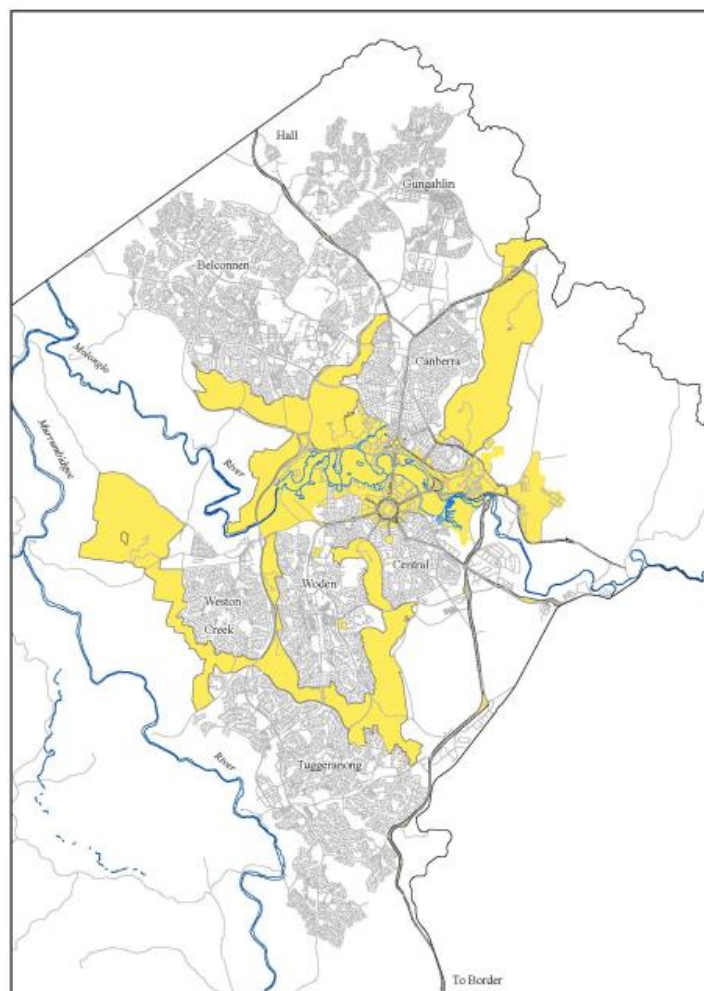 Hall
Gungahlin
Belconnen
Molonglo
Canberra
Murrumbidgee
River
Central
Woden
Weston
Creek
River
Tuggeranong
To Border